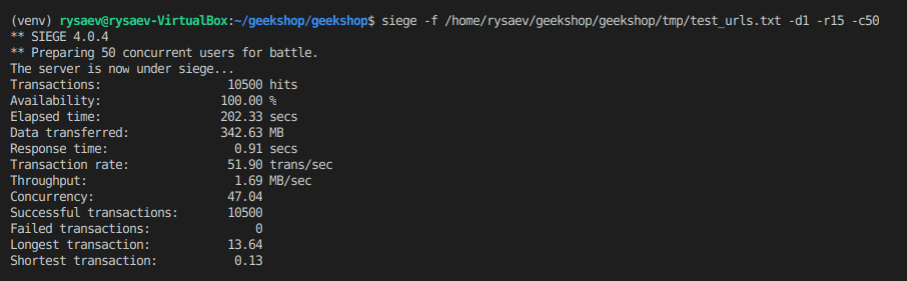 (venv) rysaev@rysaev-VirtualBox:~/geekshop/geekshop$ siege -f /home/rysaev/geekshop/geekshop/tmp/test_urls.txt -d1 -r15 -c50
** SIEGE 4.0.4
** Preparing 50 concurrent users for battle.
The server is now under siege...
Transactions: 10500 hits
Availability: 100.00 %
Elapsed time: 202.33 secs
Data transferred: 342.63 MB
Response time: 0.91 secs
Transaction rate: 51.90 trans/sec
Throughput: 1.69 MB/sec
Concurrency: 47.04
Successful transactions: 10500
Failed transactions: 0
Longest transaction: 13.64
Shortest transaction: 0.13